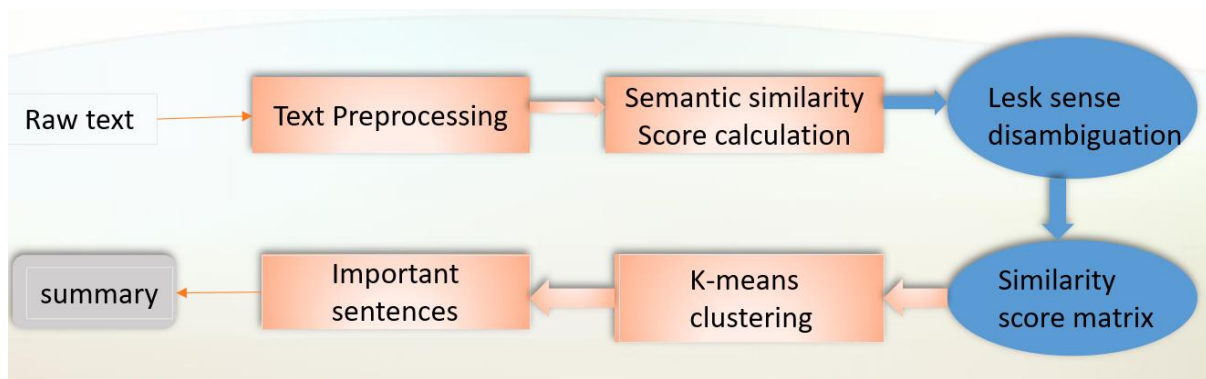 Raw text
Text Preprocessing
Semantic similarity
Score calculation
Lesk sense
disambiguation
Similarity
score matrix
K-means
clustering
Important
sentences
summary